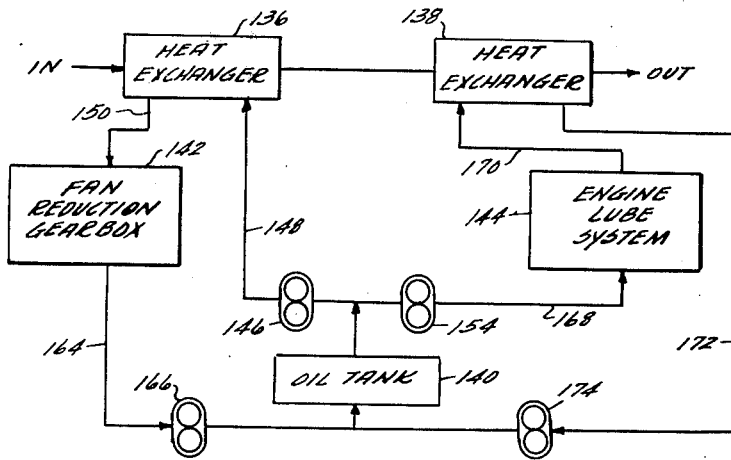 136
138
HEAT
EXCHANGER
HEAT
EXCHANGER
IN
OUT
150
142
170
FAN
REDUCTION
GEARBOX
148
144
ENGINE
LUBE
SYSTEM
146
154
168
164
172
OIL TANK
140
166
174